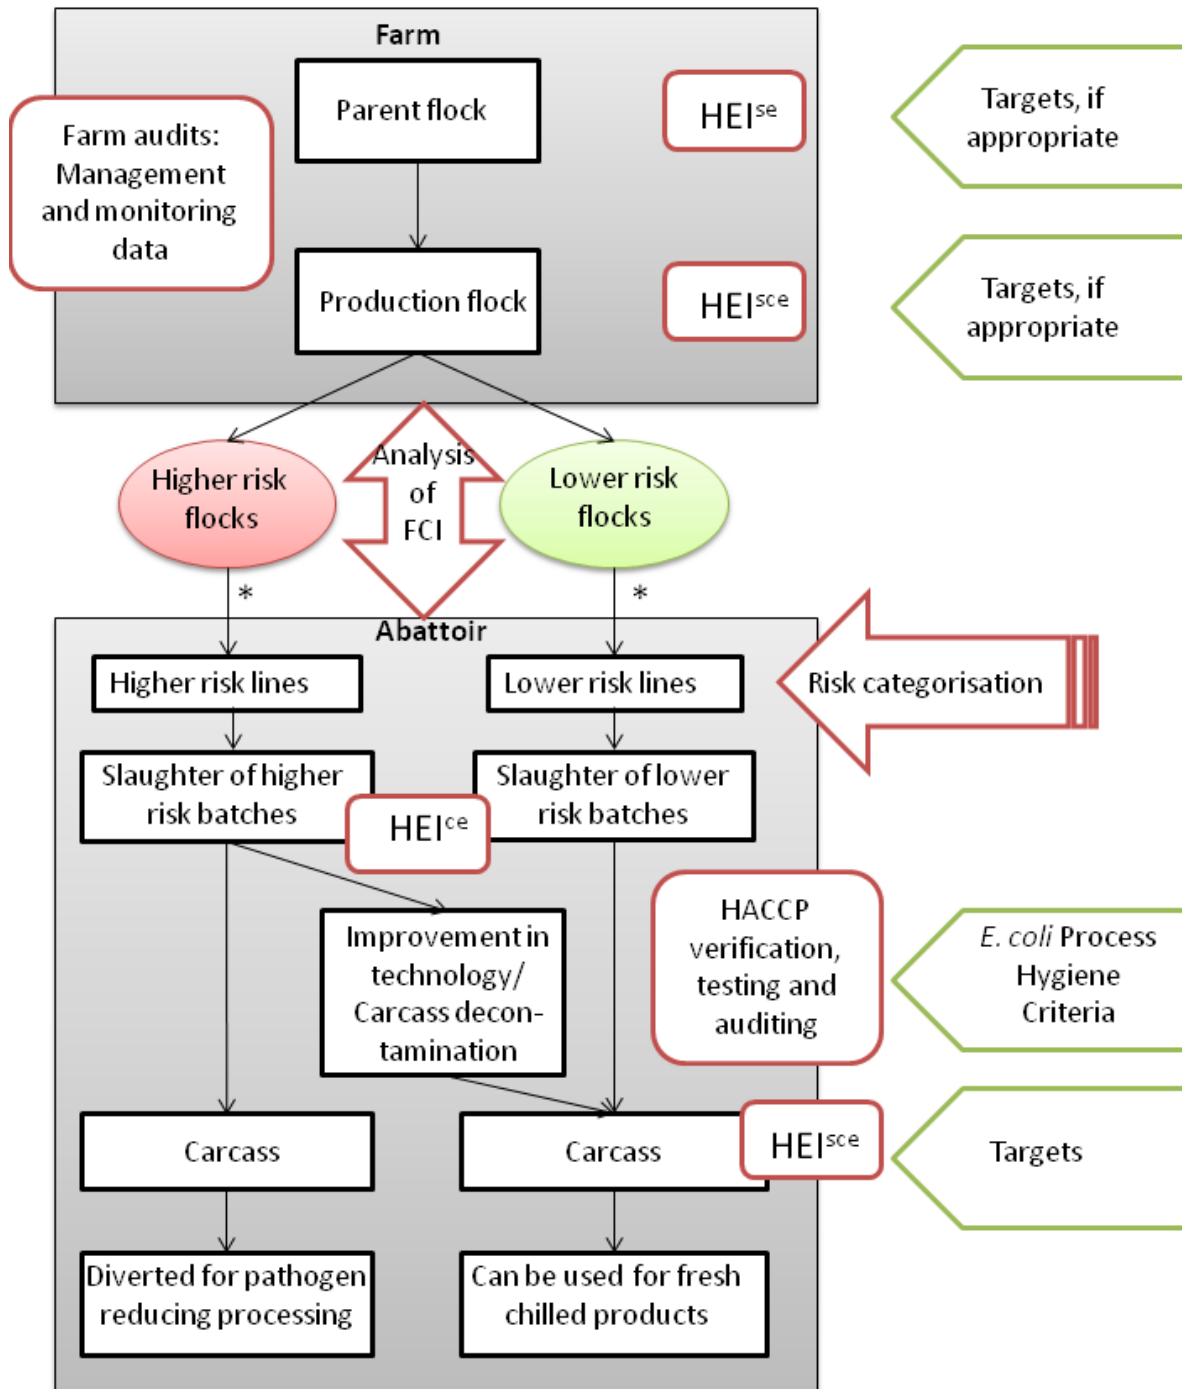 Farm
Parent flock
HEIse
Targets, if
appropriate
Farm audits:
Management
and monitoring
data
Production flock
HEIsce
Targets, if
appropriate
Higher risk
flocks
Analysis
of
FCI
Lower risk
flocks
*
*
Abattoir
Higher risk lines
Lower risk lines
Risk categorisation
Slaughter of higher
risk batches
HEIce
Slaughter of lower
risk batches
Improvement in
technology/
Carcass decon-
tamination
HACCP
verification,
testing and
auditing
E. coli Process
Hygiene
Criteria
Carcass
Carcass
HEIsce
Targets
Diverted for pathogen
reducing processing
Can be used for fresh
chilled products